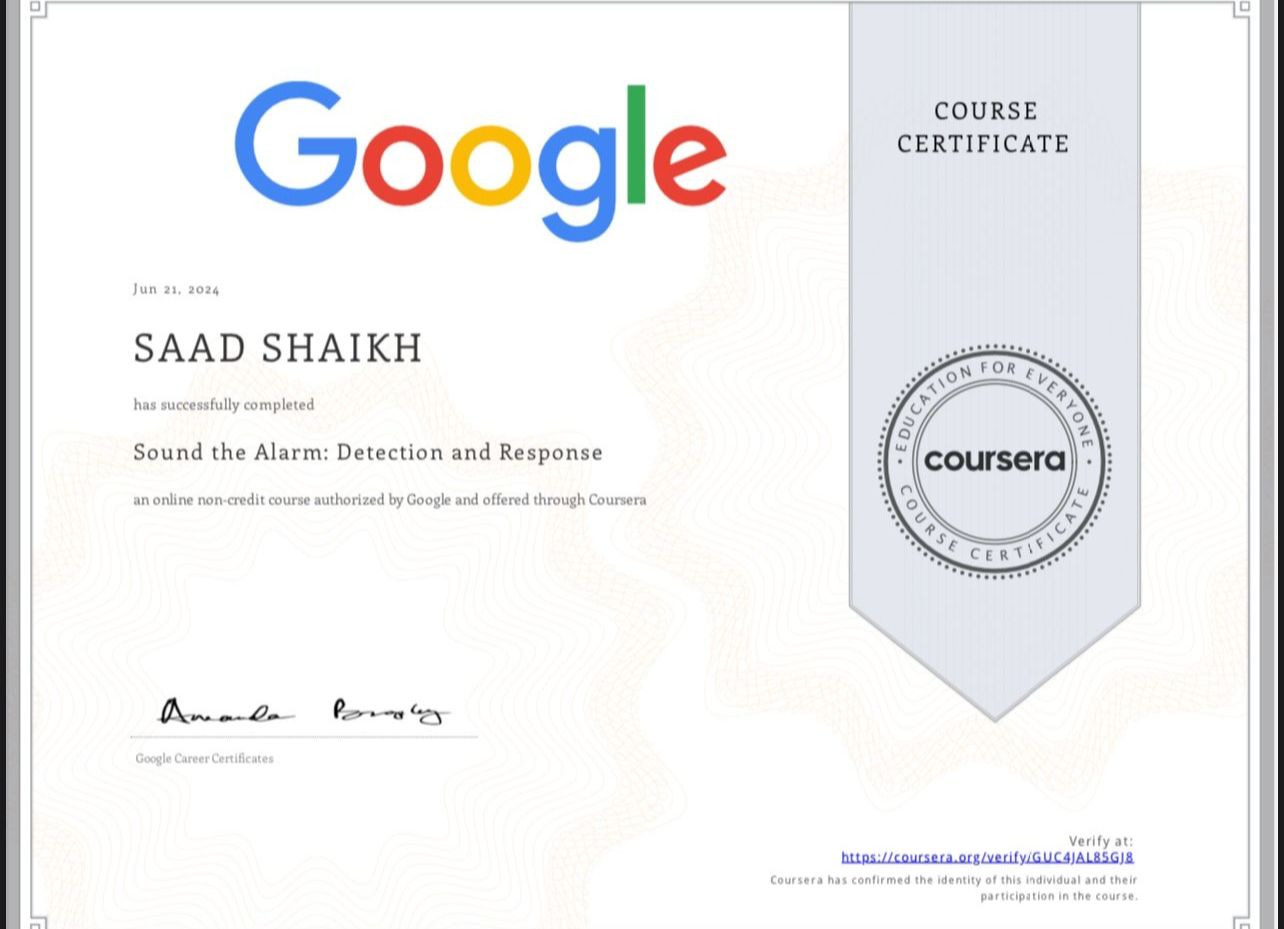 Google
COURSE
CERTIFICATE
Jun 21, 2024
SAAD SHAIKH
has successfully completed
Sound the Alarm: Detection and Response
an online non-credit course authorized by Google and offered through Coursera
EDUCATION FOR EVERYONE
coursera
COURSE CERTIFICATE
Google Career Certificates
Verify at:
https://coursera.org/verify/GUC4JAL85GJ8
Coursera has confirmed the identity of this individual and their
participation in the course.